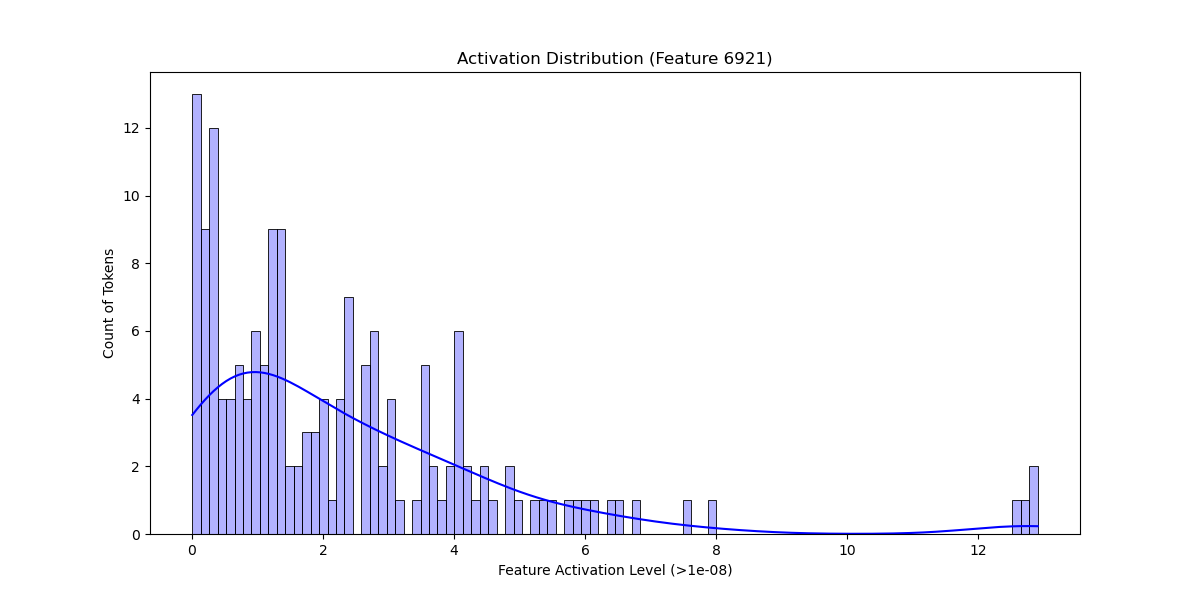 Activation Distribution (Feature 6921)
12
10
8
6
4
2
0
Count of Tokens
0 2 4 6 8 10 12
Feature Activation Level (>1e-08)